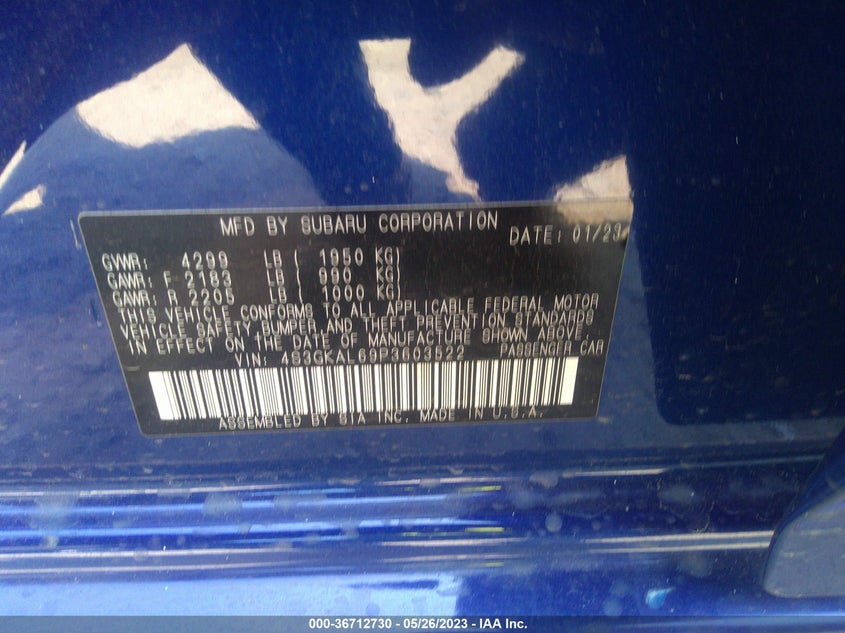 MFD BY SUBARU CORPORATION
DATE: 01/23
GVWR: 4299 LB ( 1950 KG)
GAWR: F 2183 LB ( 990 KG)
GAWR: R 2205 LB ( 1000 KG)
THIS VEHICLE CONFORMS TO ALL APPLICABLE FEDERAL MOTOR
VEHICLE SAFETY BUMPER, AND THEFT PREVENTION STANDARDS
IN EFFECT ON THE DATE OF MANUFACTURE SHOWN ABOVE.
VIN: 4S3GKAL69P3603522 PASSENGER CAR
ASSEMBLED BY SIA INC. MADE IN U.S.A.
000-36712730 - 05/26/2023 - IAA Inc.